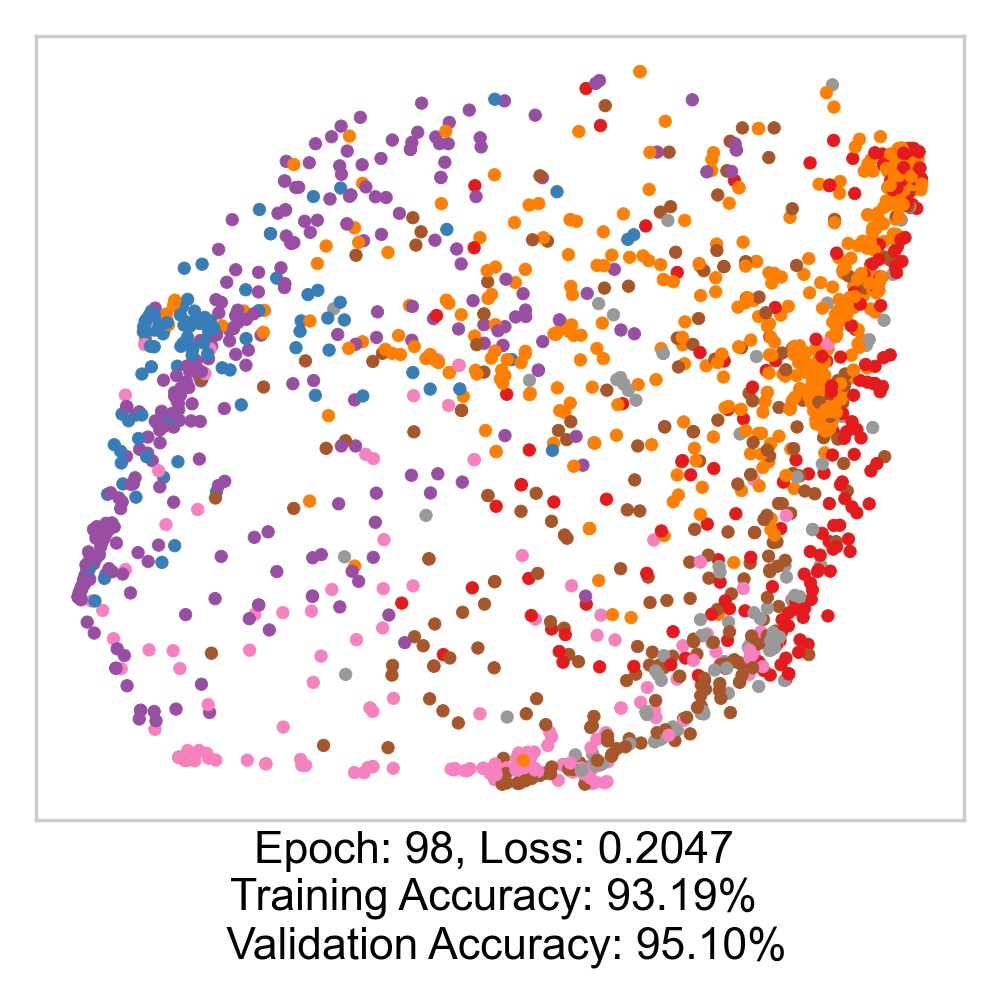 Epoch: 98, Loss: 0.2047
Training Accuracy: 93.19%
Validation Accuracy: 95.10%